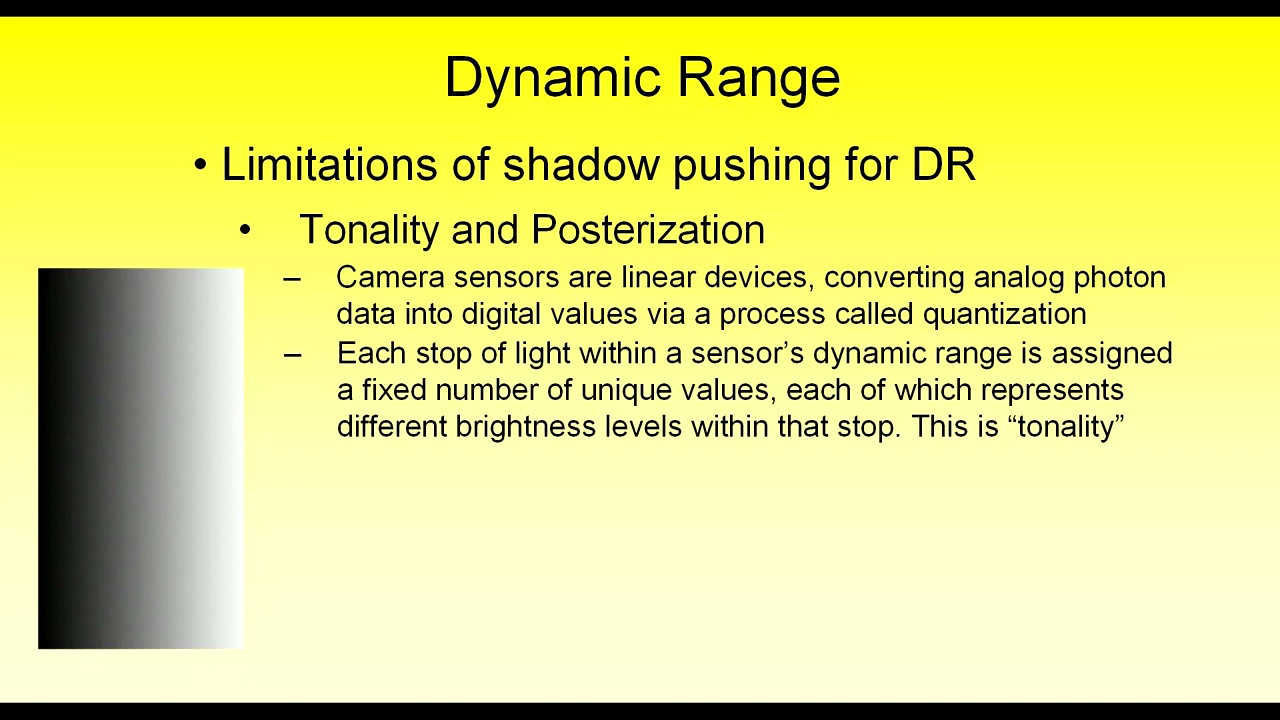 Dynamic Range
• Limitations of shadow pushing for DR
• Tonality and Posterization
– Camera sensors are linear devices, converting analog photon
data into digital values via a process called quantization
– Each stop of light within a sensor’s dynamic range is assigned
a fixed number of unique values, each of which represents
different brightness levels within that stop. This is “tonality”